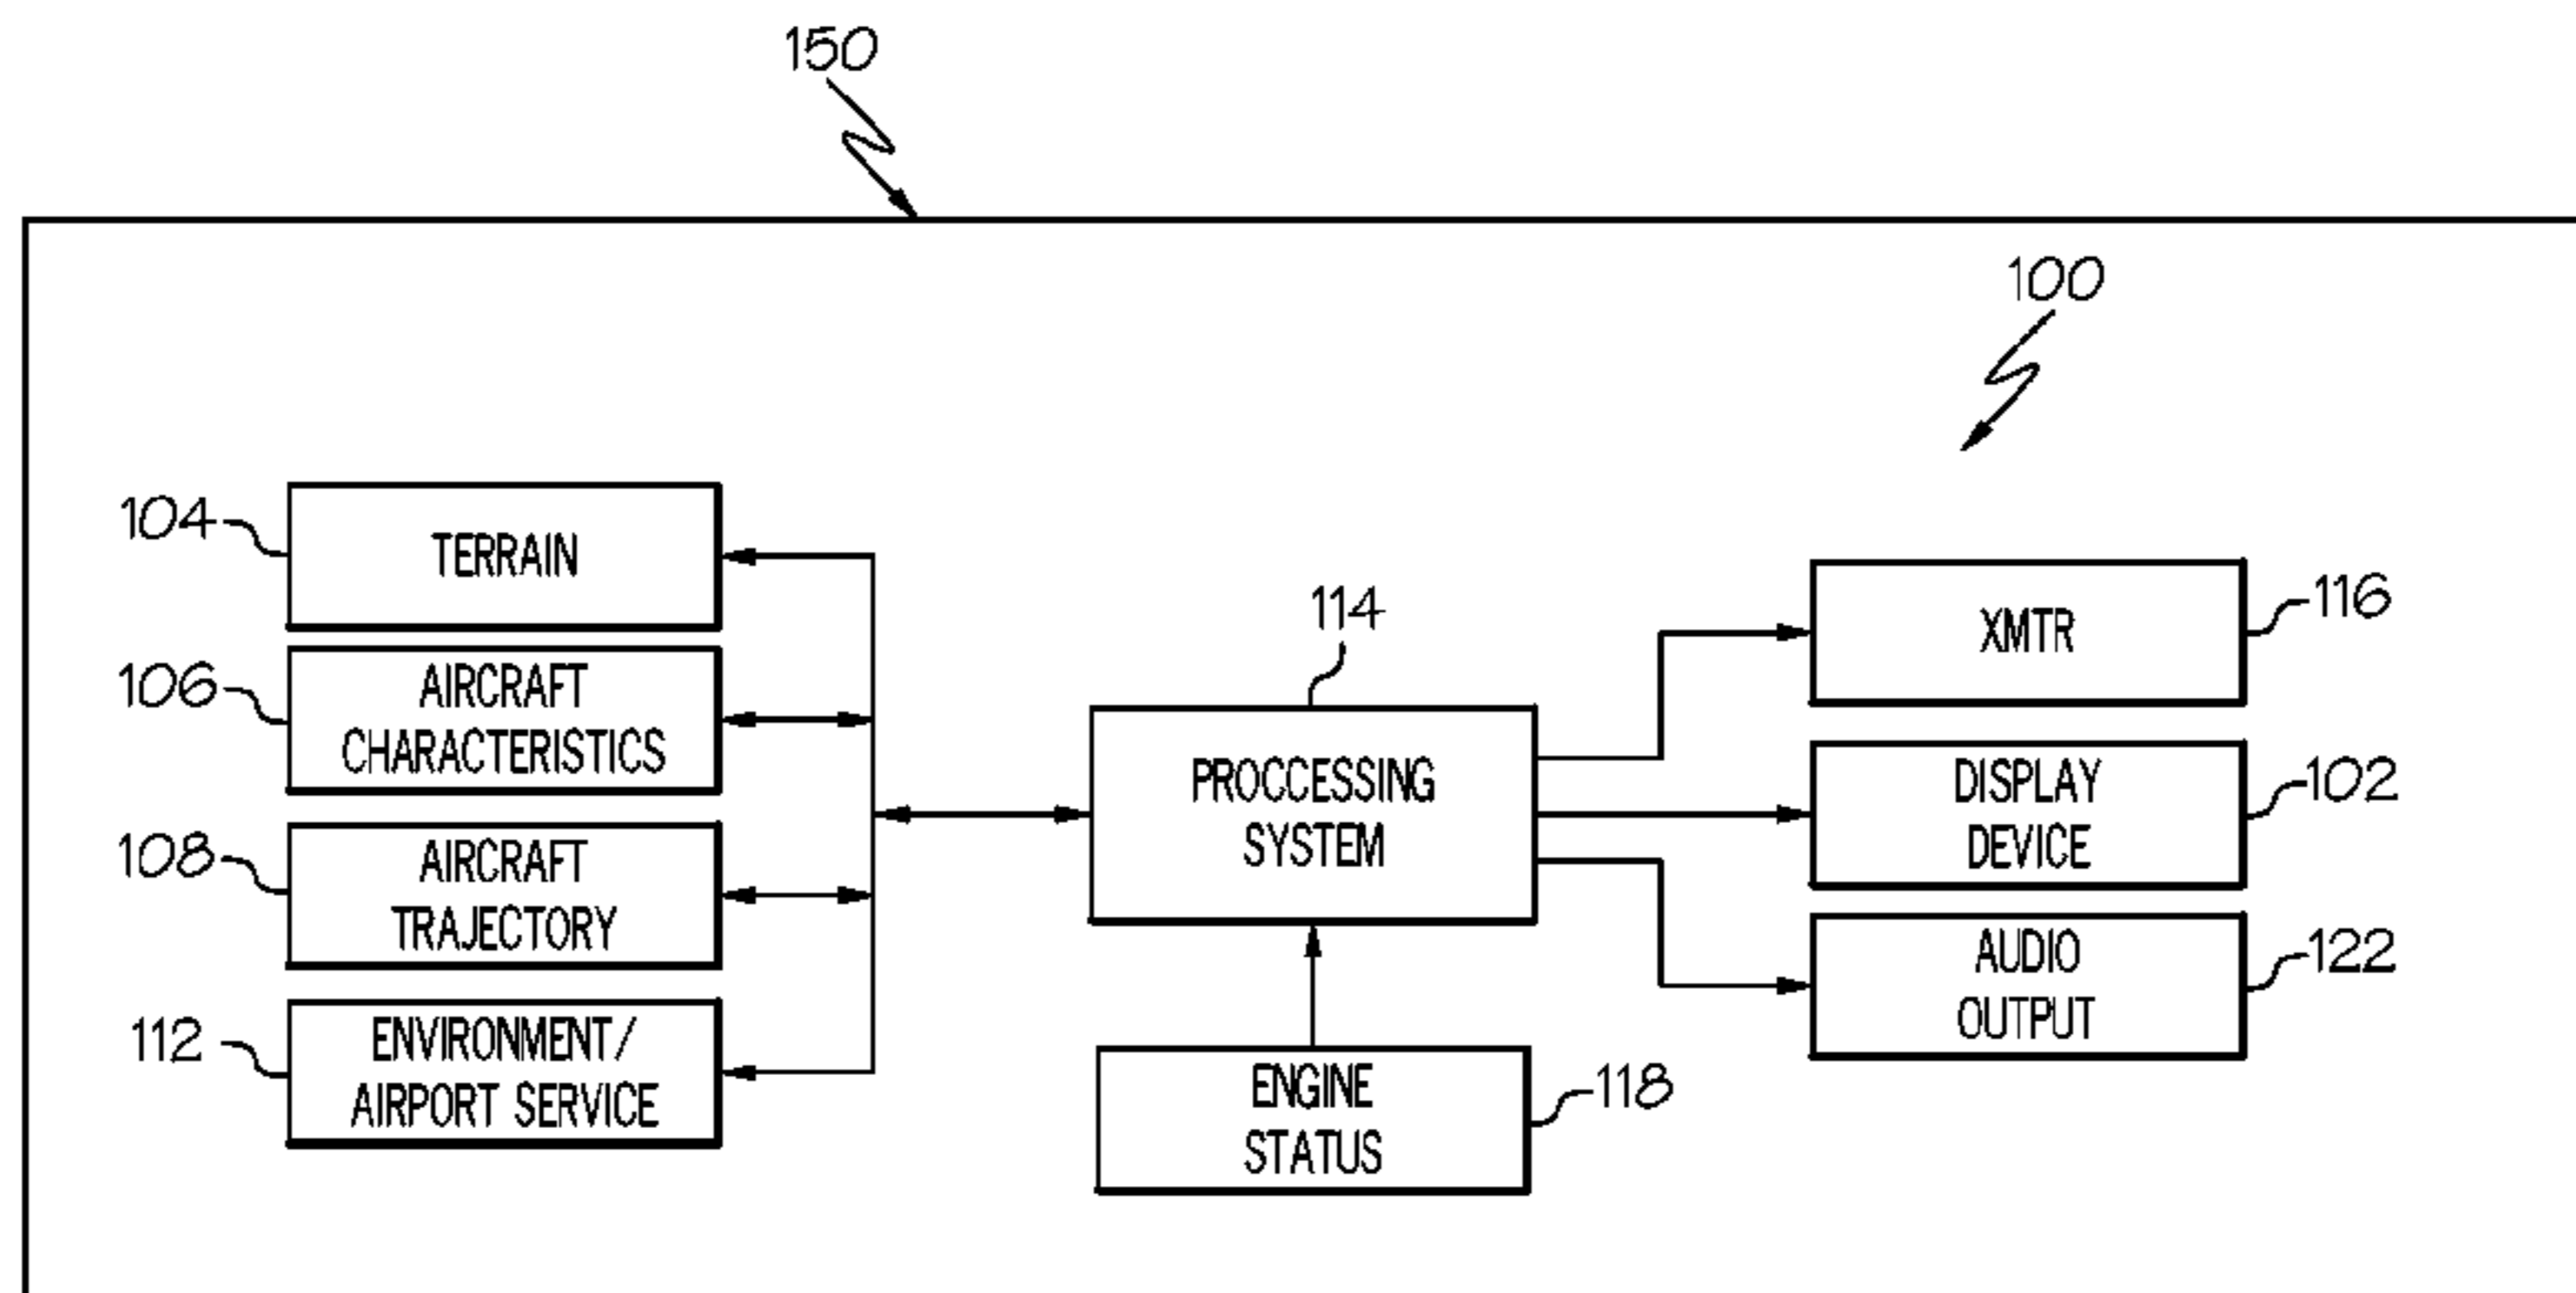 150
100
104
TERRAIN
106
AIRCRAFT
CHARACTERISTICS
108
AIRCRAFT
TRAJECTORY
112
ENVIRONMENT/
AIRPORT SERVICE
114
PROCCESSING
SYSTEM
ENGINE
STATUS
118
XMTR
116
DISPLAY
DEVICE
102
AUDIO
OUTPUT
122